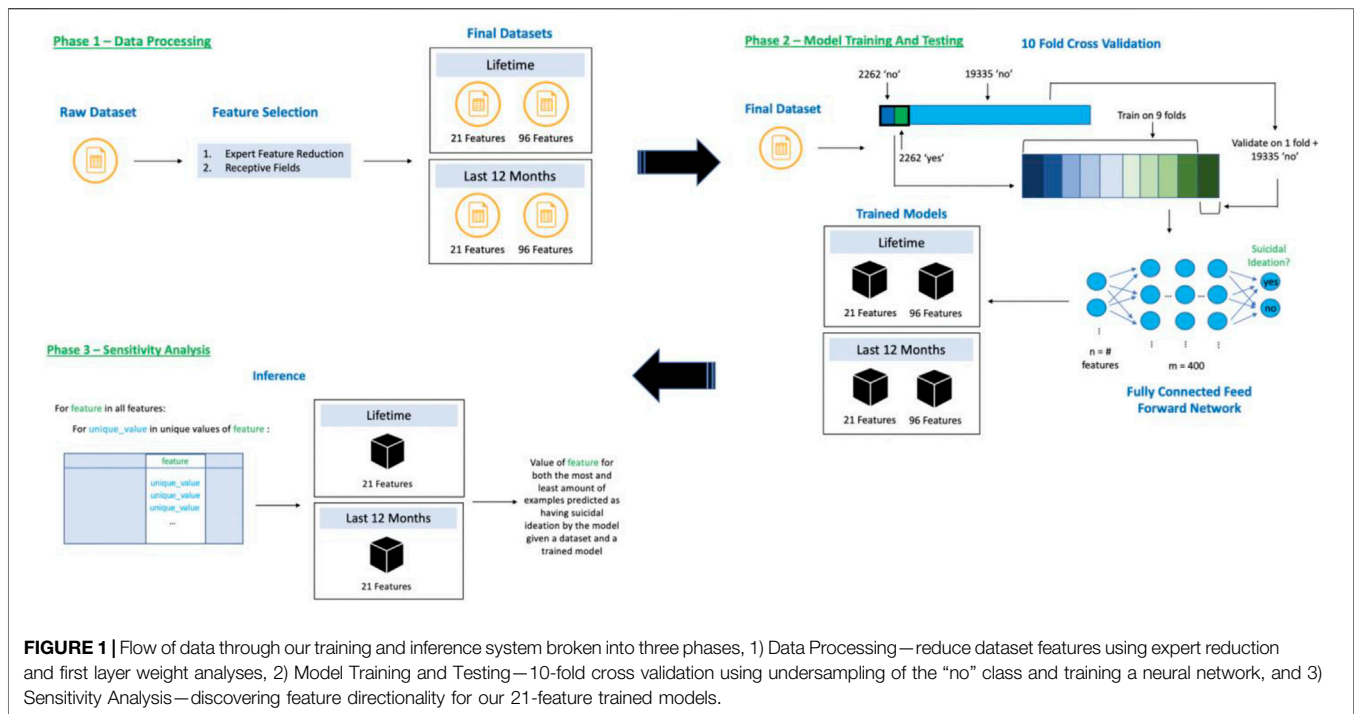 Phase 1 – Data Processing
Raw Dataset
Feature Selection
1. Expert Feature Reduction
2. Receptive Fields
Final Datasets
Lifetime
21 Features 96 Features
Last 12 Months
21 Features 96 Features
Phase 2 – Model Training And Testing
10 Fold Cross Validation
Final Dataset
2262 'no'
19335 'no'
2262 'yes'
Train on 9 folds
Validate on 1 fold +
19335 'no'
Trained Models
Lifetime
21 Features 96 Features
Last 12 Months
21 Features 96 Features
Suicidal
Ideation?
yes
no
...
...
n = #
features
m = 400
Fully Connected Feed
Forward Network
Phase 3 – Sensitivity Analysis
Inference
For feature in all features:
For unique_value in unique values of feature :
feature
unique_value
unique_value
unique_value
...
Lifetime
21 Features
Last 12 Months
21 Features
Value of feature for
both the most and
least amount of
examples predicted as
having suicidal
ideation by the model
given a dataset and a
trained model
FIGURE 1 | Flow of data through our training and inference system broken into three phases, 1) Data Processing—reduce dataset features using expert reduction
and first layer weight analyses, 2) Model Training and Testing—10-fold cross validation using undersampling of the “no” class and training a neural network, and 3)
Sensitivity Analysis—discovering feature directionality for our 21-feature trained models.